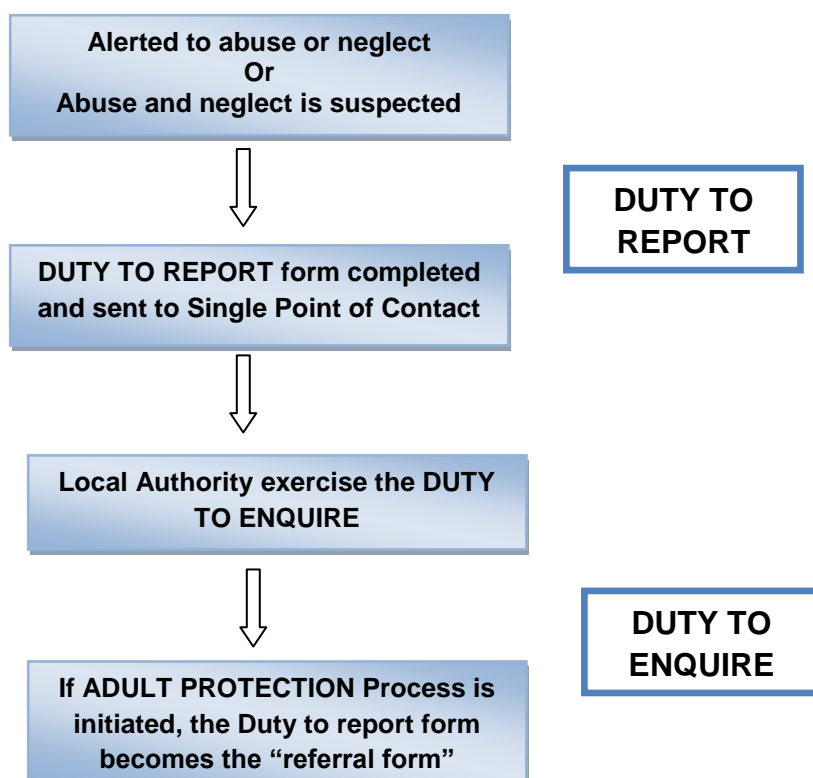 Alerted to abuse or neglect
Or
Abuse and neglect is suspected
DUTY TO
REPORT
DUTY TO REPORT form completed
and sent to Single Point of Contact
Local Authority exercise the DUTY
TO ENQUIRE
DUTY TO
ENQUIRE
If ADULT PROTECTION Process is
initiated, the Duty to report form
becomes the “referral form”